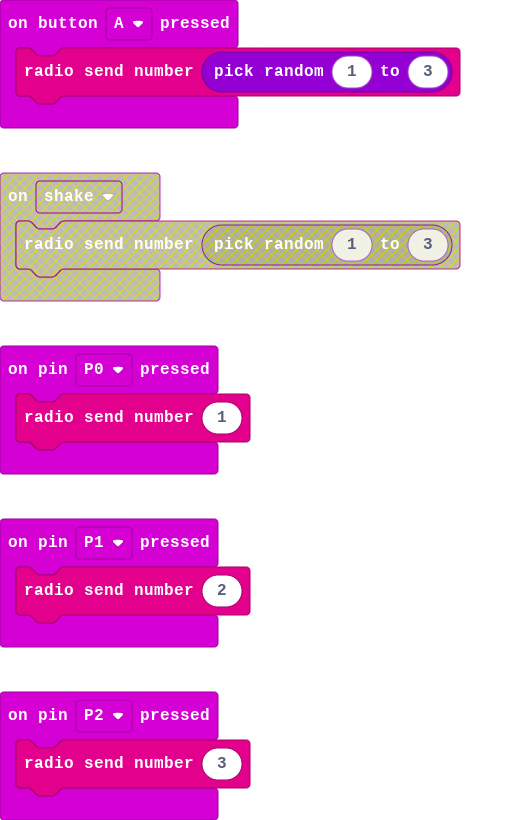 on button A pressed
radio send number pick random 1 to 3
on shake
radio send number pick random 1 to 3
on pin P0 pressed
radio send number 1
on pin P1 pressed
radio send number 2
on pin P2 pressed
radio send number 3